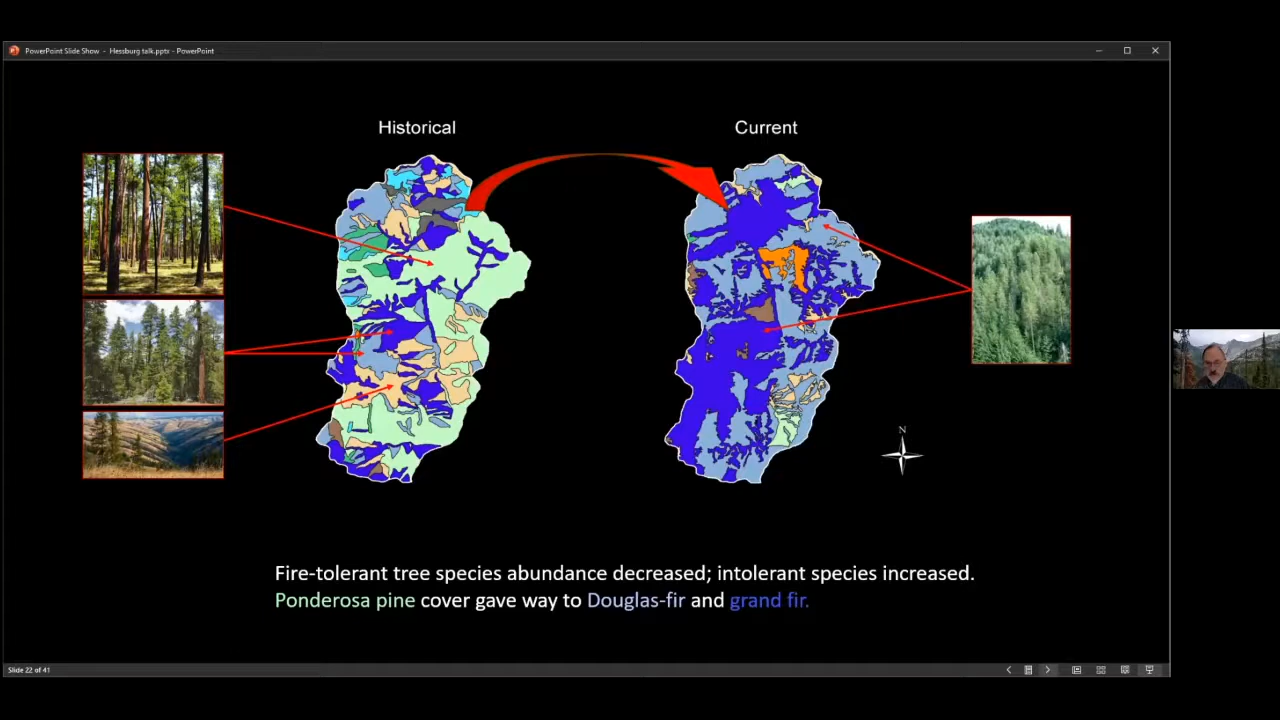 PowerPoint Slide Show - Hessburg talk.pptx - PowerPoint
Historical
Current
N
Fire-tolerant tree species abundance decreased; intolerant species increased.
Ponderosa pine cover gave way to Douglas-fir and grand fir.
Slide 22 of 41